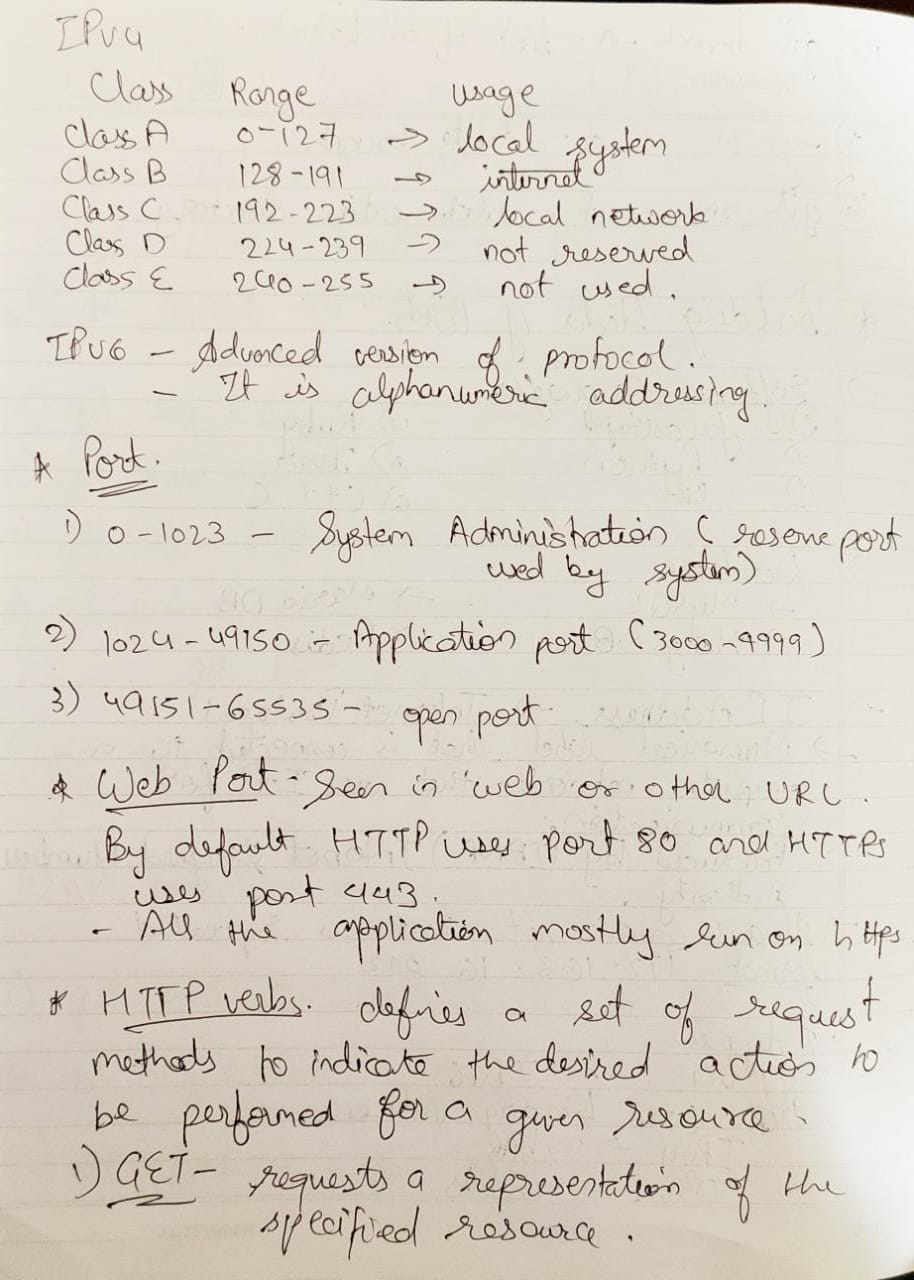 IPv4
Class Range usage
Class A 0-127 → local system
Class B 128-191 → internet
Class C 192-223 → local network
Class D 224-239 → not reserved
Class E 240-255 → not used.
IPv6 - Advanced version of protocol.
- It is alphanumeric addressing.
* Port.
1) 0-1023 - System Administration ( reserve port
used by system)
2) 1024-49150 - Application port (3000-9999)
3) 49151-65535 - open port.
* Web Port - Seen in web or other URL.
By default HTTP uses port 80 and HTTPs
uses port 443.
- All the application mostly run on https
* HTTP verbs. defines a set of request
methods to indicate the desired action to
be performed for a given resource.
1) GET- requests a representation of the
specified resource.